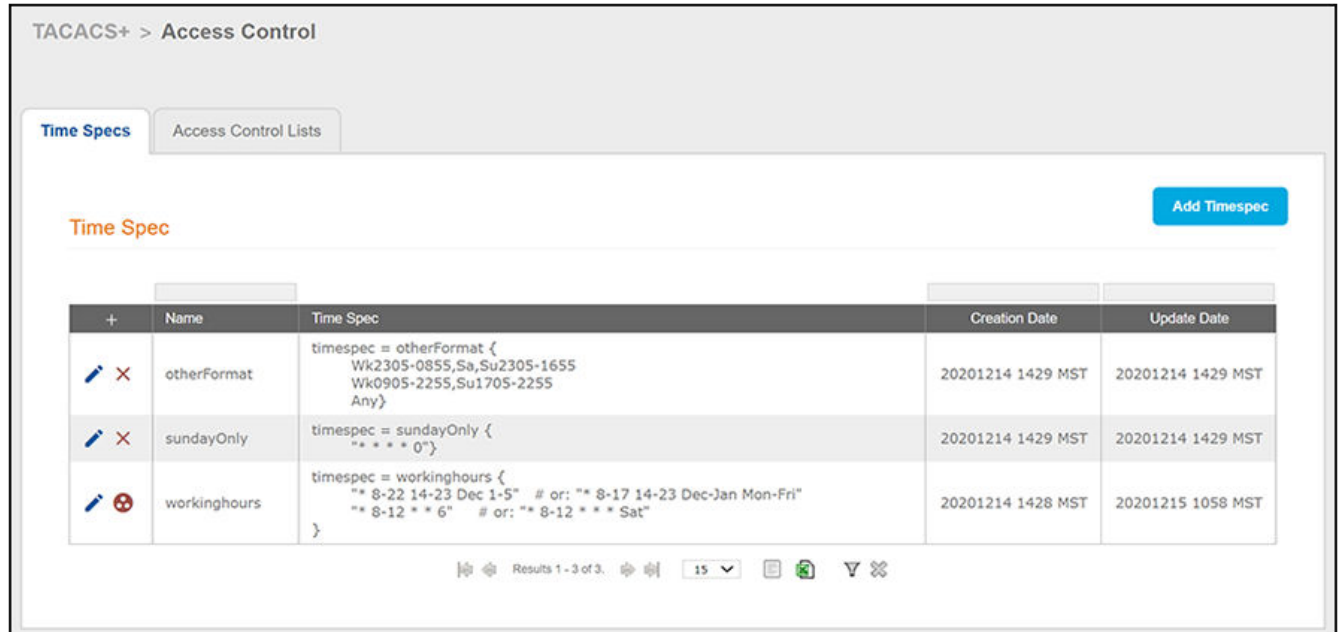 TACACS+ > Access Control
Time Specs Access Control Lists
Add Timespec
Time Spec
+ Name Time Spec Creation Date Update Date
otherFormat
timespec = otherFormat {
Wk2305-0855,Sa,Su2305-1655
Wk0905-2255,Su1705-2255
Any}
20201214 1429 MST 20201214 1429 MST
sundayOnly
timespec = sundayOnly {
"* * * * 0"}
20201214 1429 MST 20201214 1429 MST
workinghours
timespec = workinghours {
"* 8-22 14-23 Dec 1-5" # or: "* 8-17 14-23 Dec-Jan Mon-Fri"
"* 8-12 * * 6" # or: "* 8-12 * * * Sat"
}
20201214 1428 MST 20201215 1058 MST
Results 1 - 3 of 3. 15